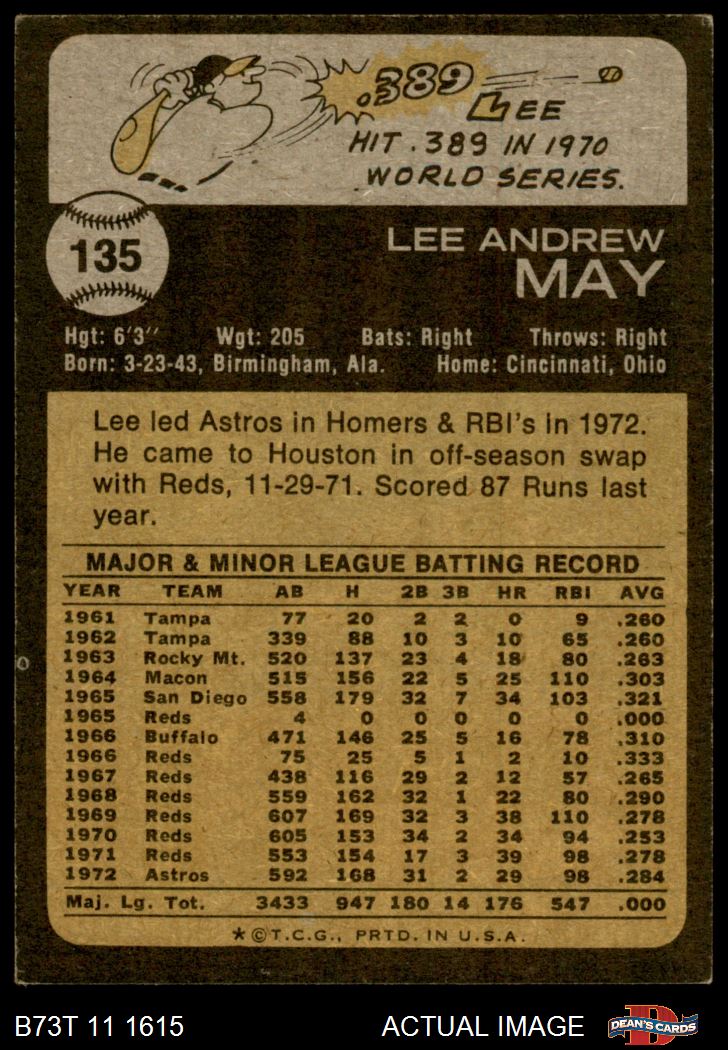 .389
LEE
HIT .389 IN 1970
WORLD SERIES.
135
LEE ANDREW
MAY
Hgt: 6'3" Wgt: 205 Bats: Right Throws: Right
Born: 3-23-43, Birmingham, Ala. Home: Cincinnati, Ohio
Lee led Astros in Homers & RBI's in 1972.
He came to Houston in off-season swap
with Reds, 11-29-71. Scored 87 Runs last
year.
MAJOR & MINOR LEAGUE BATTING RECORD
YEAR TEAM AB H 2B 3B HR RBI AVG
1961 Tampa 77 20 2 2 0 9 .260
1962 Tampa 339 88 10 3 10 65 .260
1963 Rocky Mt. 520 137 23 4 18 80 .263
1964 Macon 515 156 22 5 25 110 .303
1965 San Diego 558 179 32 7 34 103 .321
1965 Reds 4 0 0 0 0 0 .000
1966 Buffalo 471 146 25 5 16 78 .310
1966 Reds 75 25 5 1 2 10 .333
1967 Reds 438 116 29 2 12 57 .265
1968 Reds 559 162 32 1 22 80 .290
1969 Reds 607 169 32 3 38 110 .278
1970 Reds 605 153 34 2 34 94 .253
1971 Reds 553 154 17 3 39 98 .278
1972 Astros 592 168 31 2 29 98 .284
Maj. Lg. Tot. 3433 947 180 14 176 547 .000
★©T.C.G., PRTD. IN U.S.A.
B73T 11 1615 ACTUAL IMAGE DEAN'S CARDS